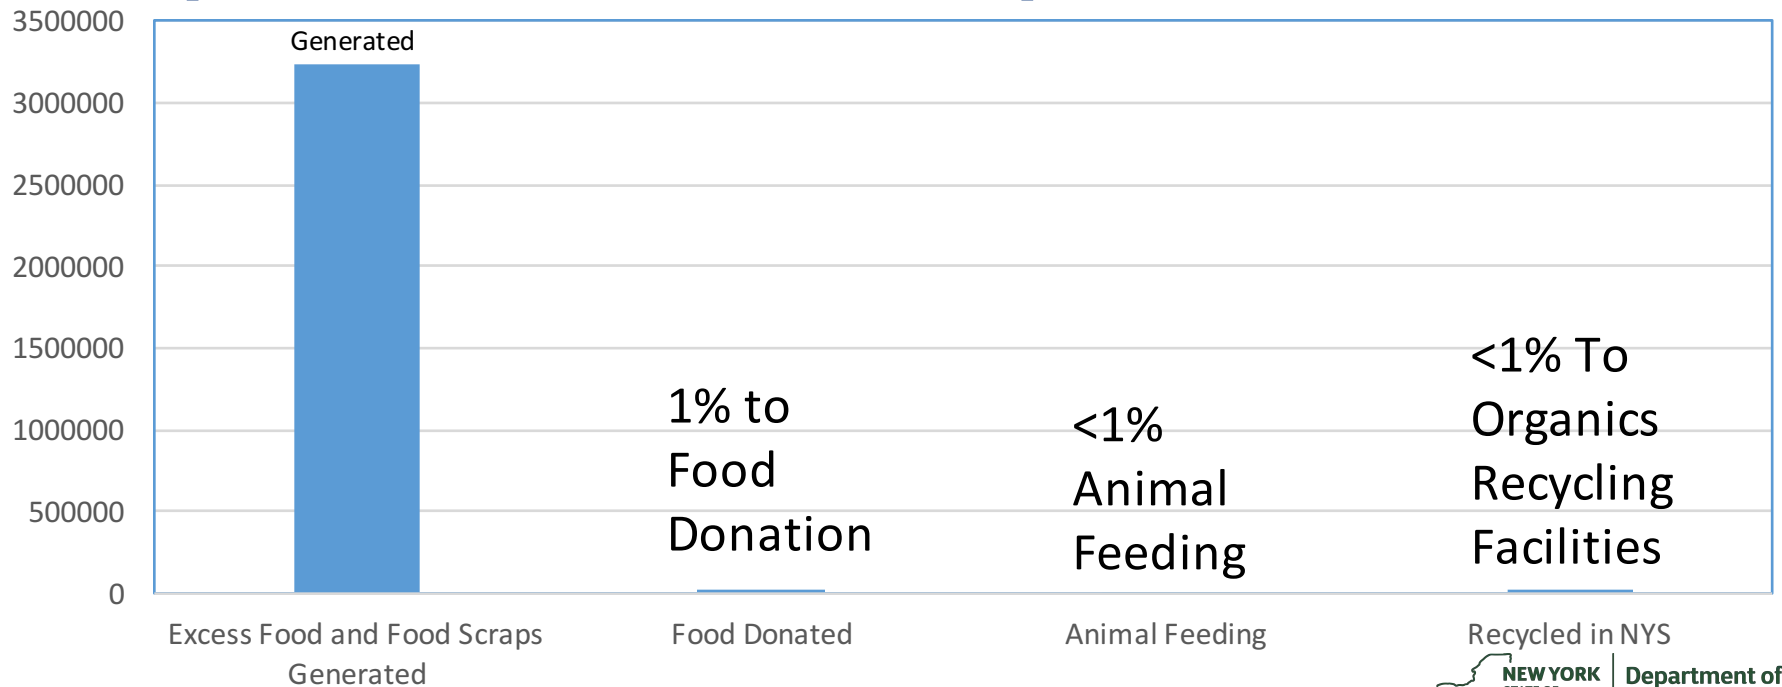 3500000
3000000
2500000
2000000
1500000
1000000
500000
0
Generated
1% to
Food
Donation
<1%
Animal
Feeding
<1% To
Organics
Recycling
Facilities
Excess Food and Food Scraps
Generated
Food Donated
Animal Feeding
Recycled in NYS
NEW YORK
Department of